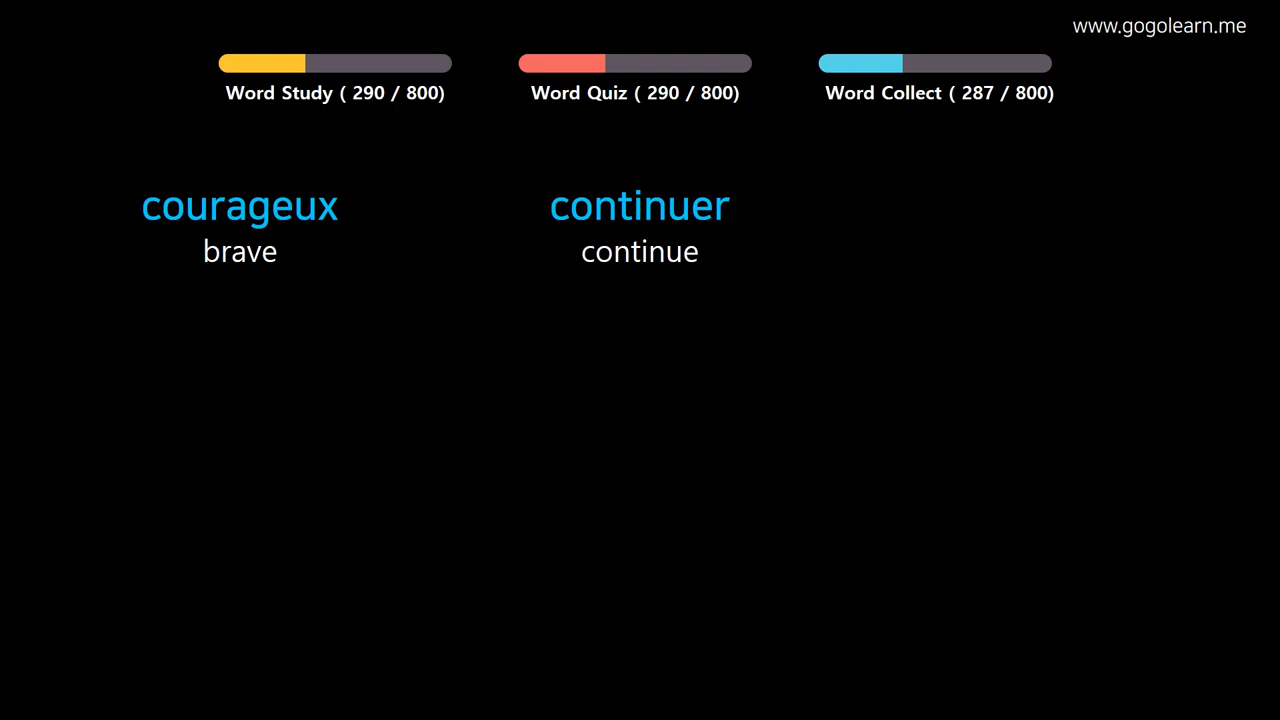 www.gogolearn.me
Word Study ( 290 / 800)
Word Quiz ( 290 / 800)
Word Collect ( 287 / 800)
courageux
brave
continuer
continue